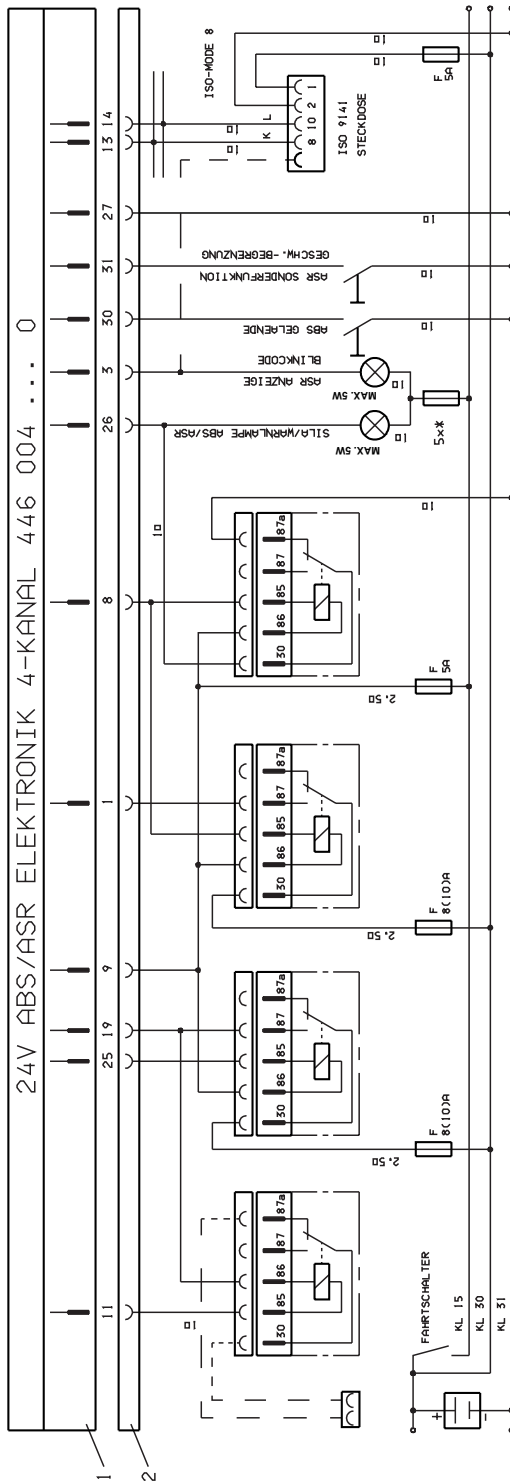 24V ABS/ASR ELEKTRONIK 4-KANAL 446 004 ... 0
1
2
11
25
19
9
1
8
26
3
30
31
27
13
14
1□
30
85
86
87
87a
30
86
85
87
87a
30
86
85
87
87a
30
86
85
87
87a
1□
SILA/WARNLAMPE ABS/ASR
ASR ANZEIGE
BLINKCODE
ABS GELAENDE
ASR SONDERFUNKTION
GESCHW.-BEGRENZUNG
MAX. 5W
MAX. 5W
1□
1□
1□
1□
1□
1□
K
L
1□
1□
8
10
2
1
ISO-MODE 8
ISO 9141
STECKDOSE
1□
1□
2.5□
2.5□
2.5□
F
8(10)A
F
8(10)A
F
5A
5x*
F
5A
FAHRTSCHALTER
KL 15
KL 30
KL 31
+
-